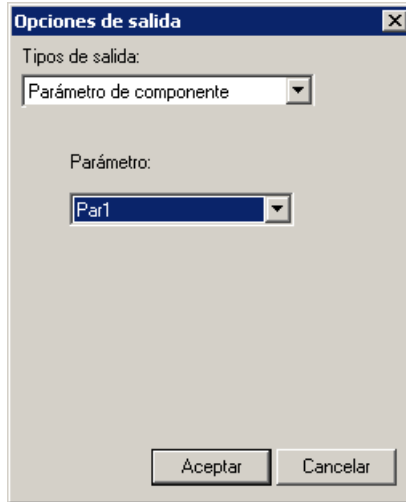 Opciones de salida
Tipos de salida:
Parámetro de componente
Parámetro:
Par1
Aceptar Cancelar